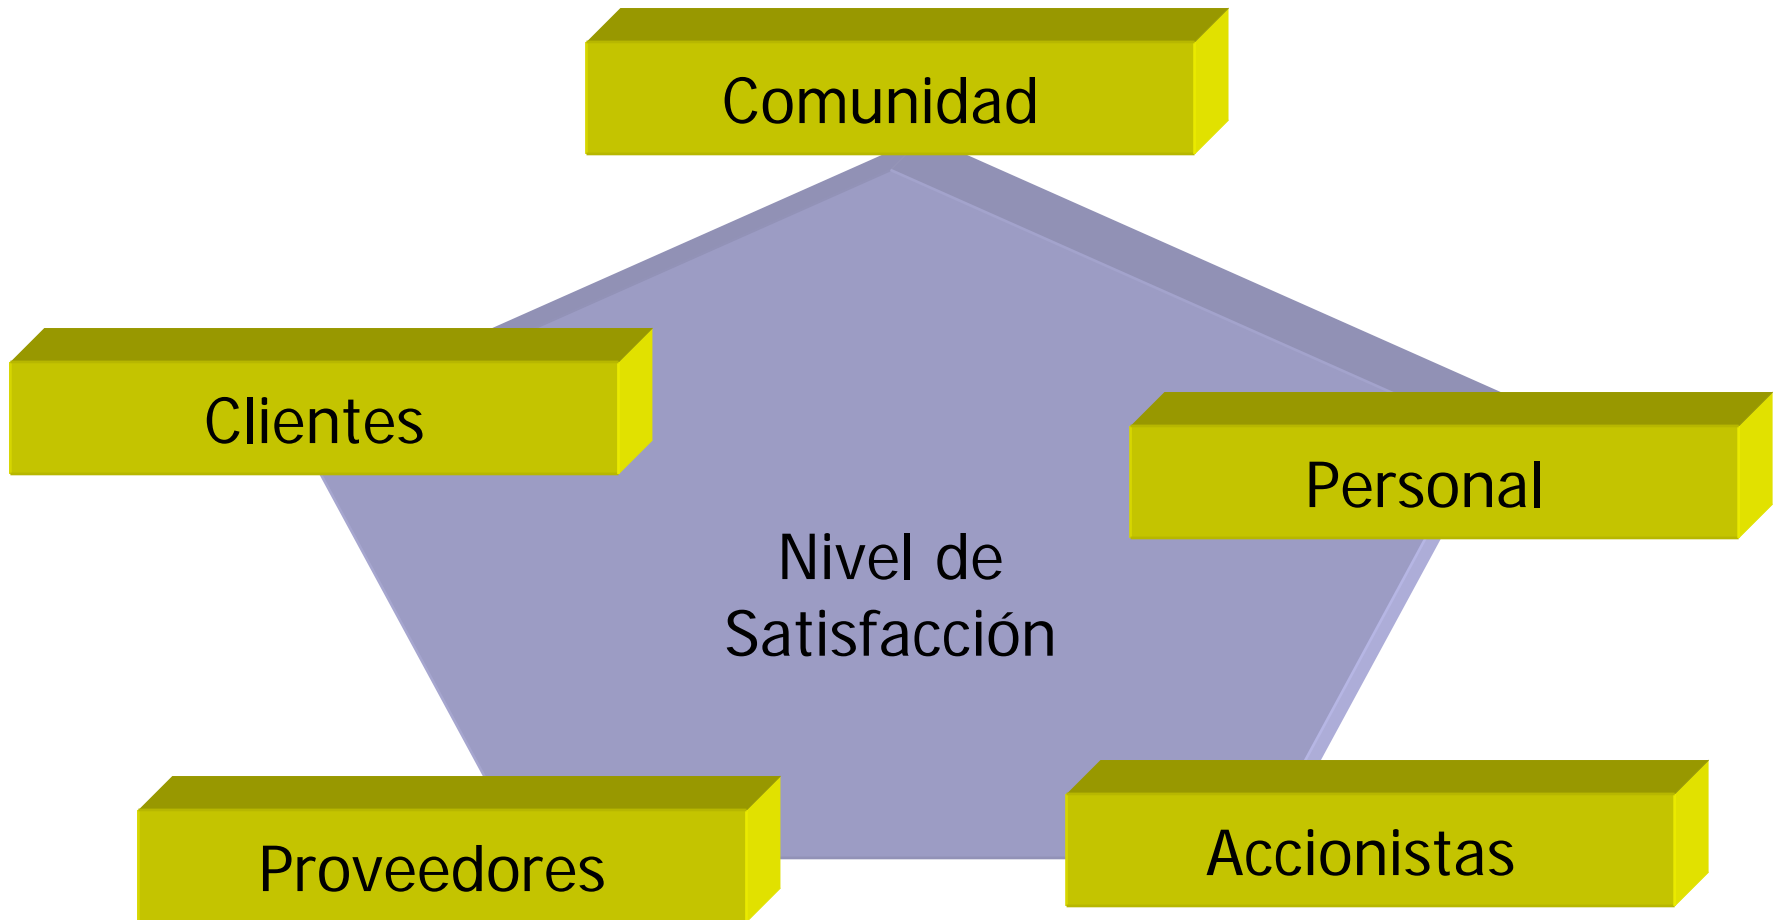 Comunidad
Clientes
Personal
Nivel de
Satisfacción
Proveedores
Accionistas